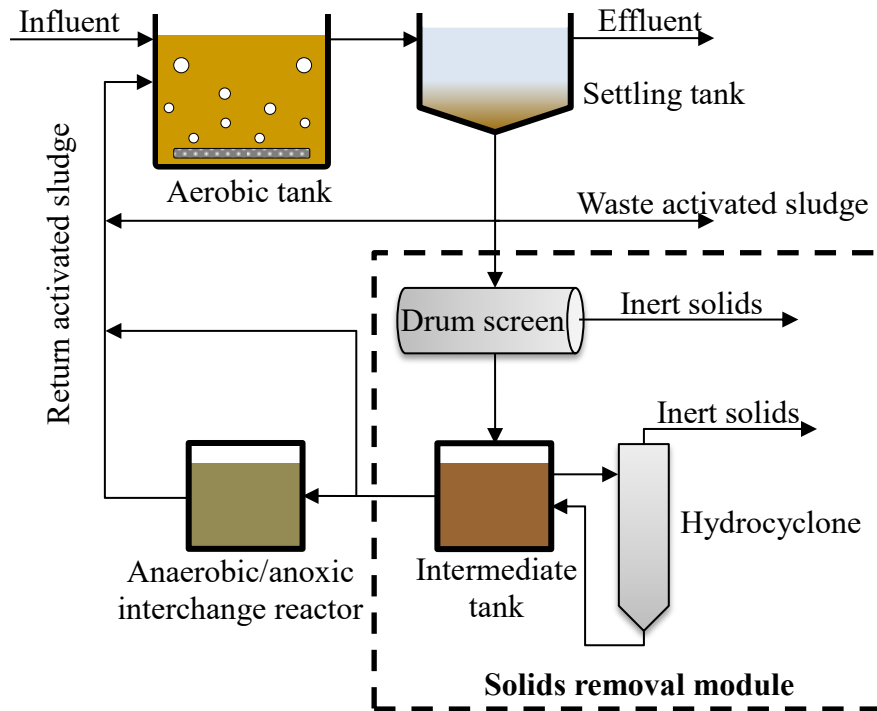 Influent
Effluent
Settling tank
Aerobic tank
Return activated sludge
Waste activated sludge
Drum screen
Inert solids
Inert solids
Hydrocyclone
Anaerobic/anoxic
interchange reactor
Intermediate
tank
Solids removal module